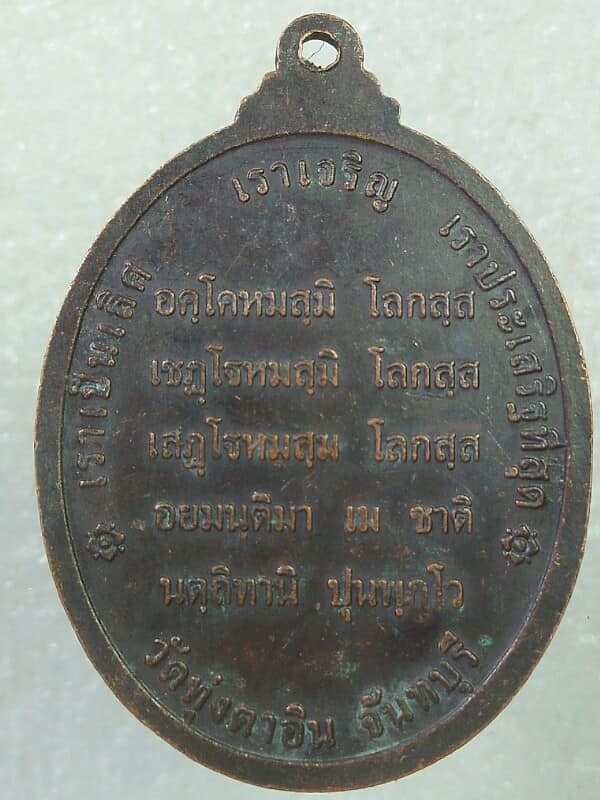 เราเป็นเลิศ เราเจริญ เราประเสริฐที่สุด
อคฺโคหมสฺมิ โลกสฺส
เชฏฺโฐหมสฺมิ โลกสฺส
เสฏฺโฐหมสฺม โลกสฺส
อยมนฺติมา เม ชาติ
นตฺถิทานิ ปุนพฺภโว
วัดทุ่งตาอิน จันทบุรี